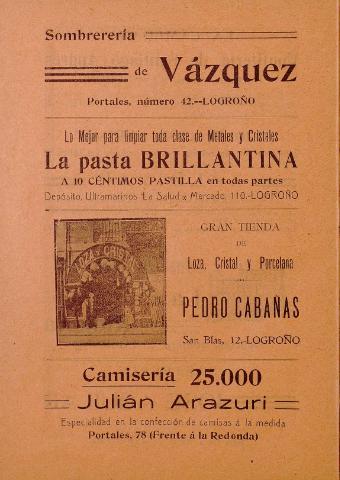 Sombrerería
de Vázquez
Portales, número 42.--LOGROÑO
Lo Mejor para limpiar toda clase de Metales y Cristales
La pasta BRILLANTINA
A 10 CÉNTIMOS PASTILLA en todas partes
Depósito, Ultramarinos "La Salud" Mercado, 110.-LOGROÑO
LOZA Y CRISTAL
GRAN TIENDA
DE
Loza, Cristal y Porcelana
PEDRO CABAÑAS
San Blas, 12.-LOGROÑO
Camisería 25.000
Julián Arazuri
Especialidad en la confección de camisas á la medida
Portales, 78 (Frente á la Redonda)